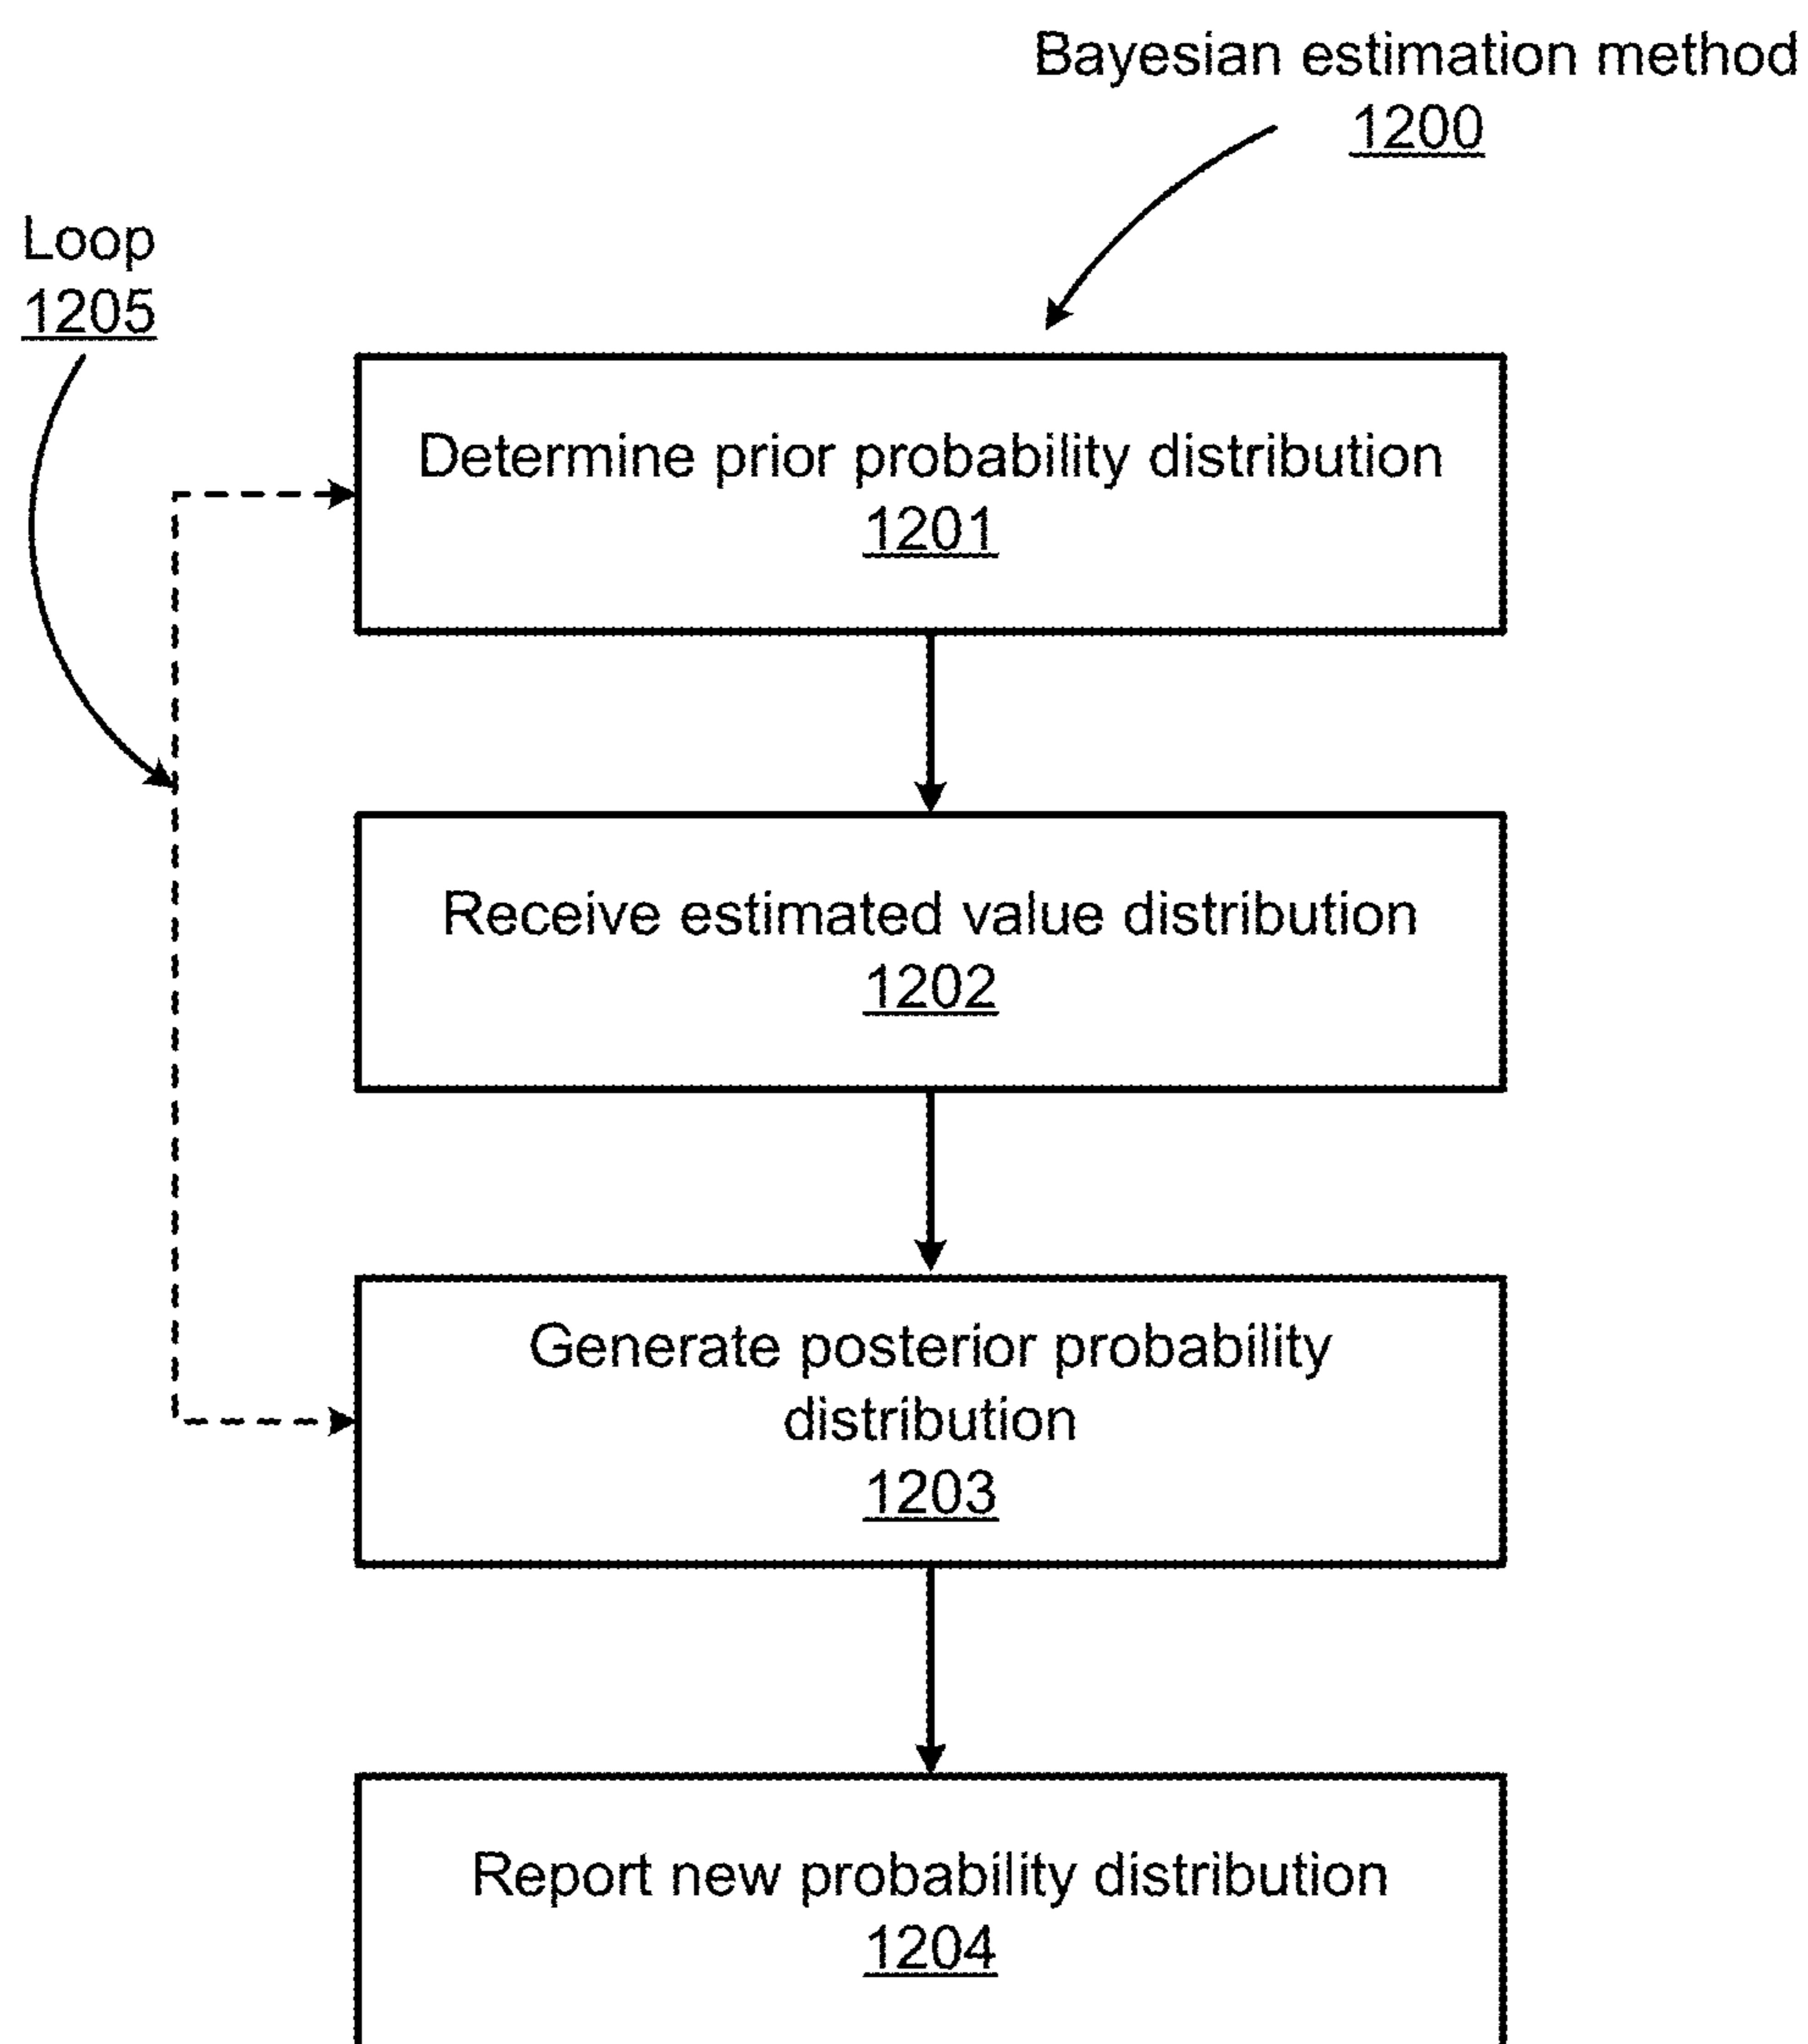 Bayesian estimation method
1200
Loop
1205
Determine prior probability distribution
1201
Receive estimated value distribution
1202
Generate posterior probability
distribution
1203
Report new probability distribution
1204